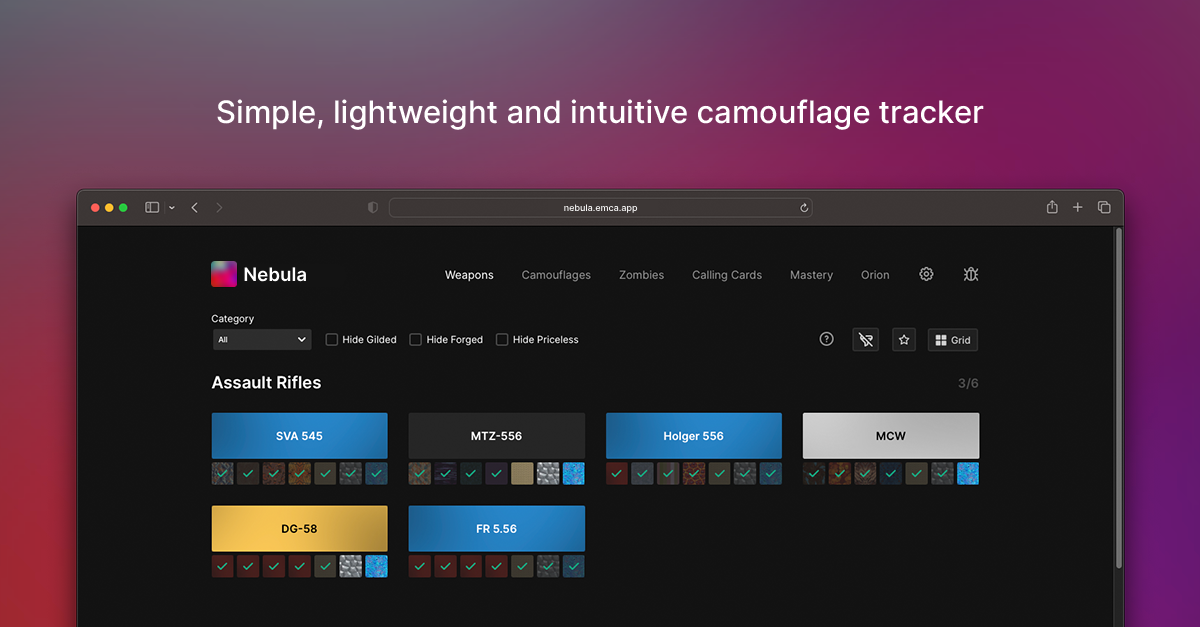 Simple, lightweight and intuitive camouflage tracker
nebula.emca.app
Nebula
Weapons Camouflages Zombies Calling Cards Mastery Orion
Category
All Hide Gilded Hide Forged Hide Priceless ? Grid
Assault Rifles 3/6
SVA 545 MTZ-556 Holger 556 MCW
DG-58 FR 5.56